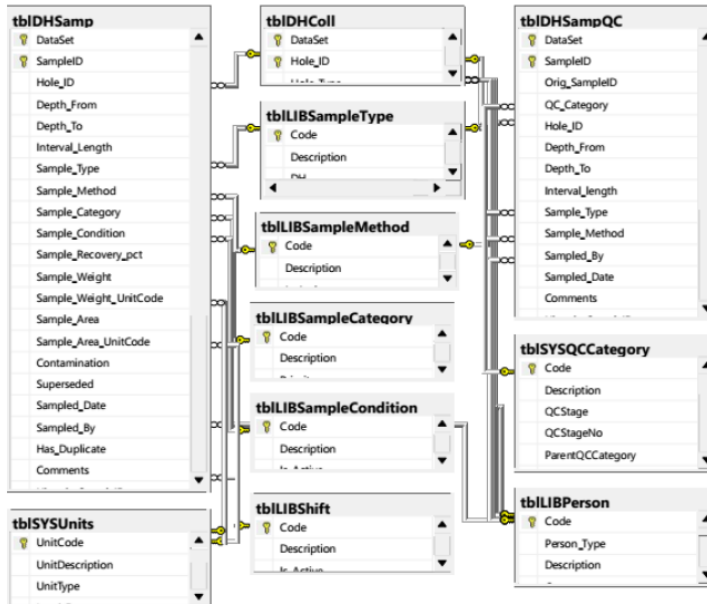 tblDHSamp
DataSet
SampleID
Hole_ID
Depth_From
Depth_To
Interval_Length
Sample_Type
Sample_Method
Sample_Category
Sample_Condition
Sample_Recovery_pct
Sample_Weight
Sample_Weight_UnitCode
Sample_Area
Sample_Area_UnitCode
Contamination
Superseded
Sampled_Date
Sampled_By
Has_Duplicate
Comments
tblSYSUnits
UnitCode
UnitDescription
UnitType
tblDHColl
DataSet
Hole_ID
tblLIBSampleType
Code
Description
tblLIBSampleMethod
Code
Description
tblLIBSampleCategory
Code
Description
tblLIBSampleCondition
Code
Description
Is_Active
tblLIBShift
Code
Description
Is_Active
tblDHSampQC
DataSet
SampleID
Orig_SampleID
QC_Category
Hole_ID
Depth_From
Depth_To
Interval_length
Sample_Type
Sample_Method
Sampled_By
Sampled_Date
Comments
tblSYSQCCategory
Code
Description
QCStage
QCStageNo
ParentQCCategory
tblLIBPerson
Code
Person_Type
Description